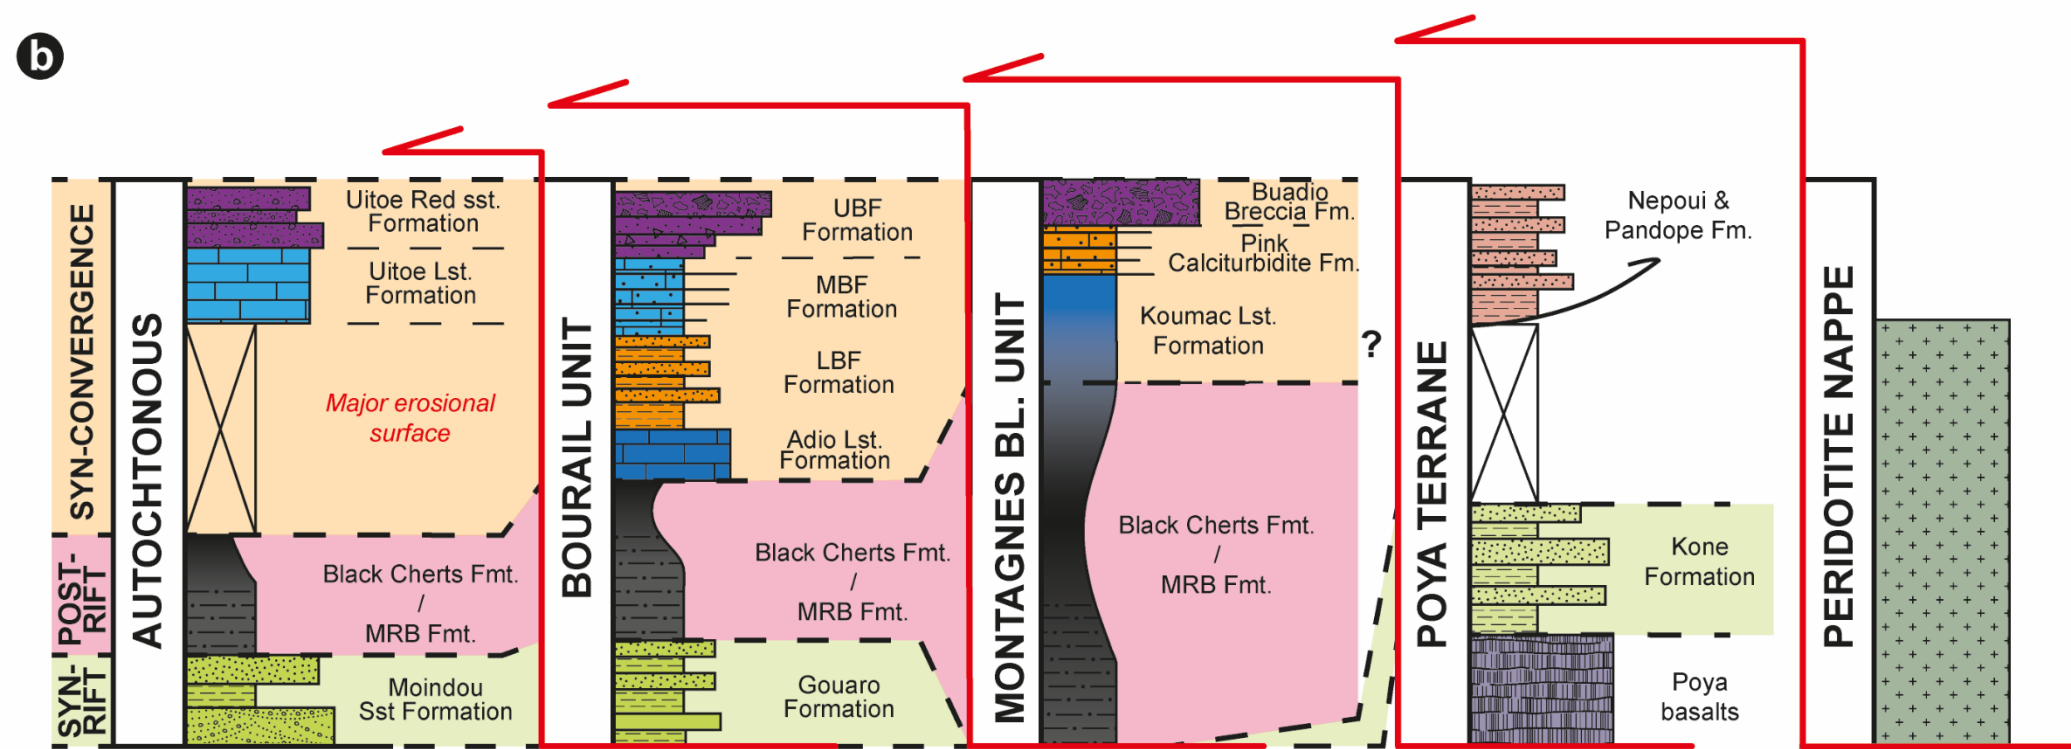 b
SYN-CONVERGENCE
POST-
RIFT
SYN-
RIFT
AUTOCHTONOUS
Uitoe Red sst.
Formation
Uitoe Lst.
Formation
Major erosional
surface
Black Cherts Fmt.
/
MRB Fmt.
Moindou
Sst Formation
BOURAIL UNIT
UBF
Formation
MBF
Formation
LBF
Formation
Adio Lst.
Formation
Black Cherts Fmt.
/
MRB Fmt.
Gouaro
Formation
MONTAGNES BL. UNIT
Buadio
Breccia Fm.
Pink
Calciturbidite Fm.
Koumac Lst.
Formation
?
Black Cherts Fmt.
/
MRB Fmt.
POYA TERRANE
Nepoui &
Pandope Fm.
Kone
Formation
Poya
basalts
PERIDOTITE NAPPE